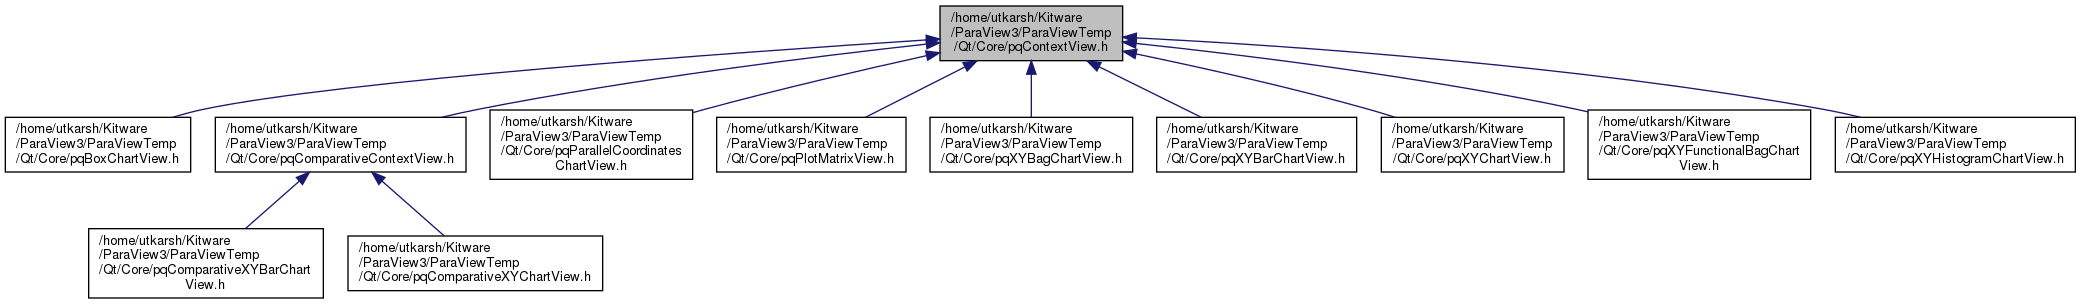 /home/utkarsh/Kitware
/ParaView3/ParaViewTemp
/Qt/Core/pqContextView.h
/home/utkarsh/Kitware
/ParaView3/ParaViewTemp
/Qt/Core/pqBoxChartView.h
/home/utkarsh/Kitware
/ParaView3/ParaViewTemp
/Qt/Core/pqComparativeContextView.h
/home/utkarsh/Kitware
/ParaView3/ParaViewTemp
/Qt/Core/pqParallelCoordinates
ChartView.h
/home/utkarsh/Kitware
/ParaView3/ParaViewTemp
/Qt/Core/pqPlotMatrixView.h
/home/utkarsh/Kitware
/ParaView3/ParaViewTemp
/Qt/Core/pqXYBagChartView.h
/home/utkarsh/Kitware
/ParaView3/ParaViewTemp
/Qt/Core/pqXYBarChartView.h
/home/utkarsh/Kitware
/ParaView3/ParaViewTemp
/Qt/Core/pqXYChartView.h
/home/utkarsh/Kitware
/ParaView3/ParaViewTemp
/Qt/Core/pqXYFunctionalBagChart
View.h
/home/utkarsh/Kitware
/ParaView3/ParaViewTemp
/Qt/Core/pqXYHistogramChartView.h
/home/utkarsh/Kitware
/ParaView3/ParaViewTemp
/Qt/Core/pqComparativeXYBarChart
View.h
/home/utkarsh/Kitware
/ParaView3/ParaViewTemp
/Qt/Core/pqComparativeXYChartView.h